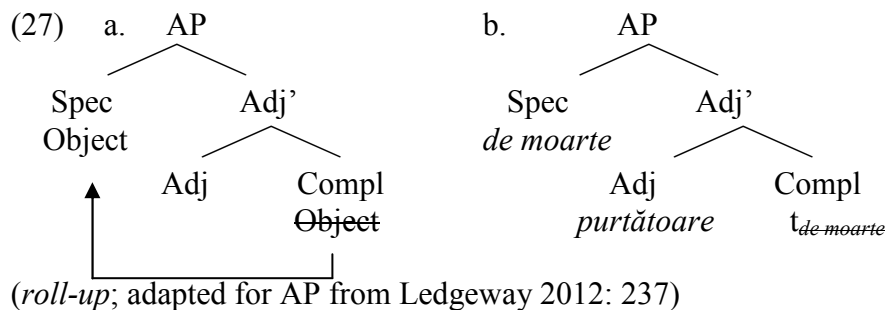 (27) a. AP b. AP
Spec Adj’ Spec Adj’
Object de moarte
Adj Compl Adj Compl
Object purtătoare t de moarte
(roll-up; adapted for AP from Ledgeway 2012: 237)